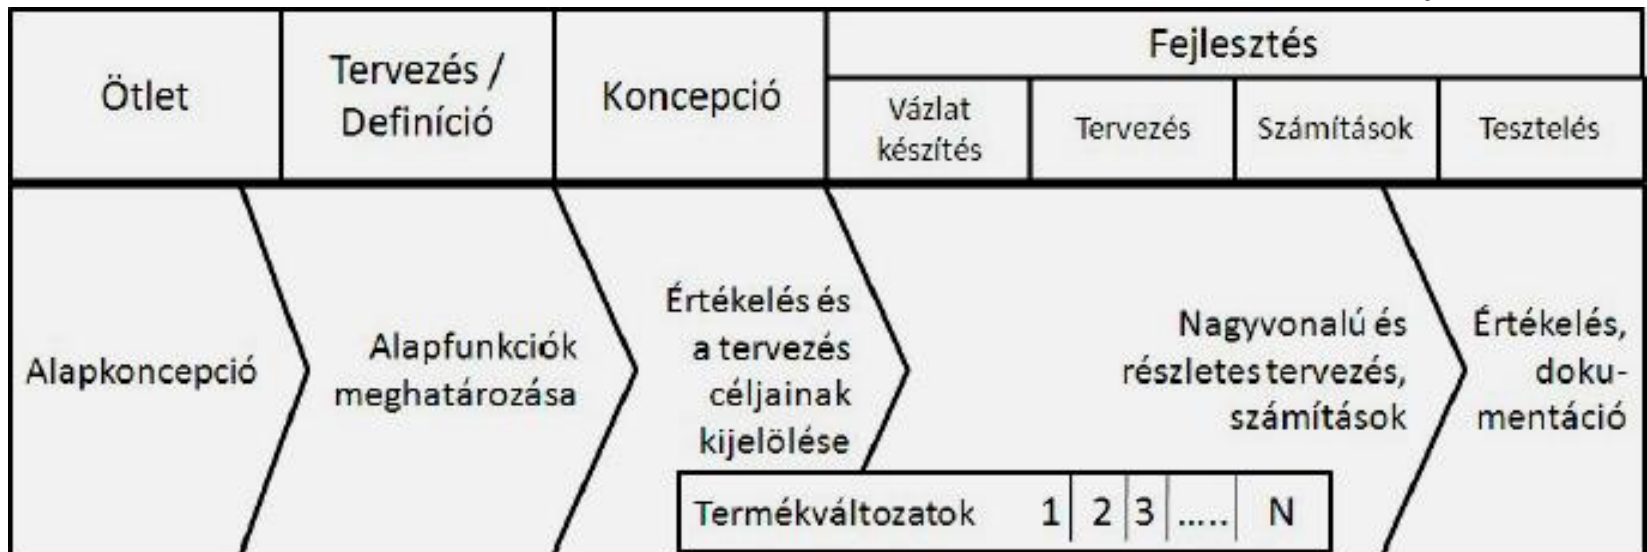 Ötlet
Tervezés /
Definíció
Koncepció
Fejlesztés
Vázlat
készítés
Tervezés
Számítások
Tesztelés
Alapkoncepció
Alapfunkciók
meghatározása
Értékelés és
a tervezés
céljainak
kijelölése
Nagyvonalú és
részletes tervezés,
számítások
Értékelés,
doku-
mentáció
Termékváltozatok 1 2 3 ..... N